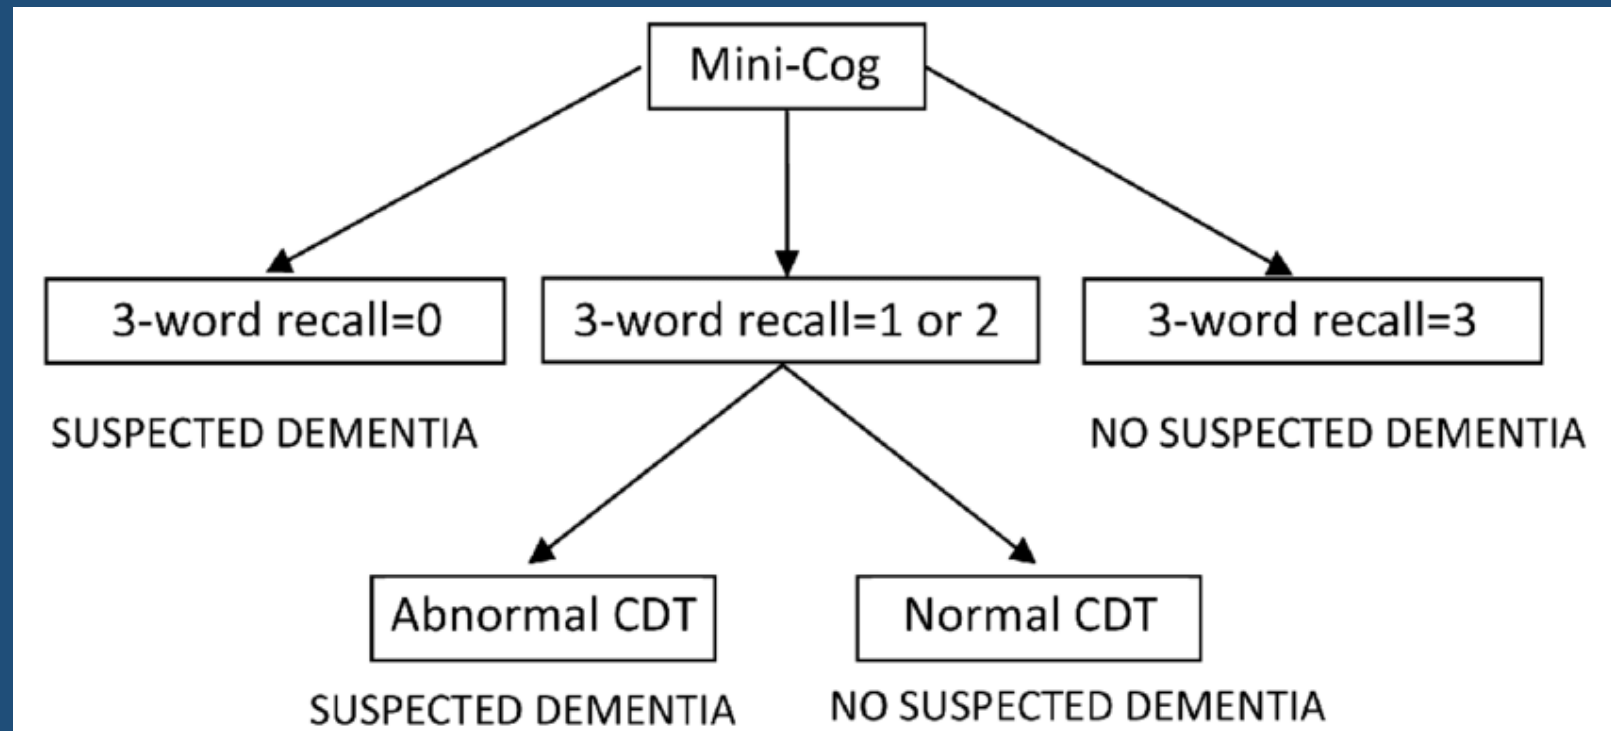 Mini-Cog
3-word recall=0
3-word recall=1 or 2
3-word recall=3
SUSPECTED DEMENTIA
NO SUSPECTED DEMENTIA
Abnormal CDT
Normal CDT
SUSPECTED DEMENTIA
NO SUSPECTED DEMENTIA